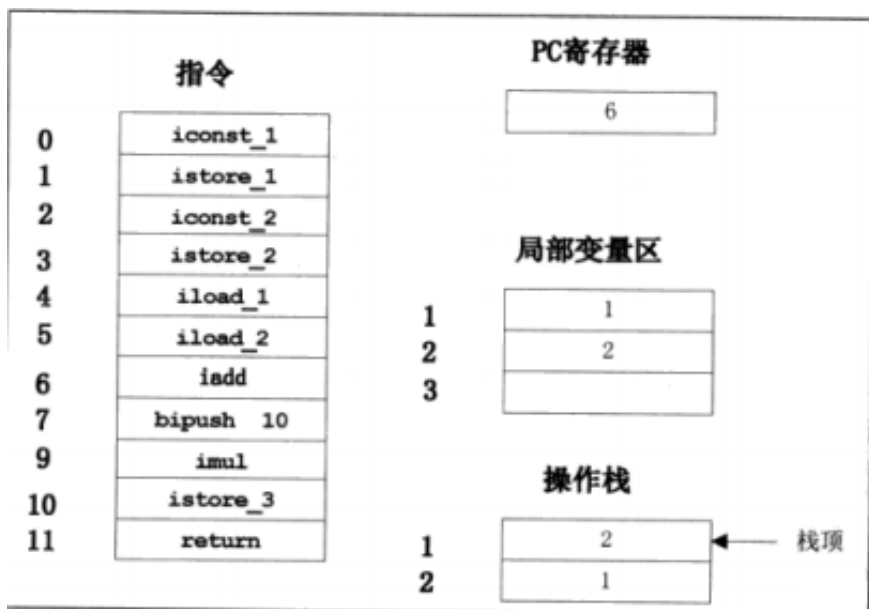 指令
0 iconst_1
1 istore_1
2 iconst_2
3 istore_2
4 iload_1
5 iload_2
6 iadd
7 bipush 10
9 imul
10 istore_3
11 return
PC寄存器
6
局部变量区
1 1
2 2
3
操作栈
1 2 栈顶
2 1